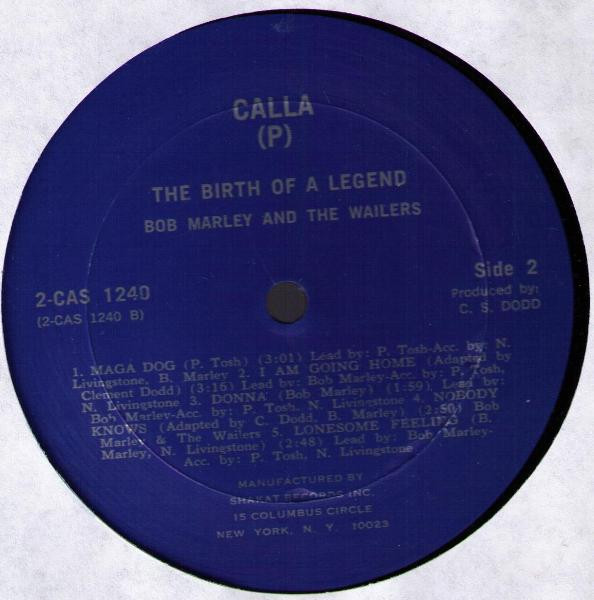 CALLA
(P)
THE BIRTH OF A LEGEND
BOB MARLEY AND THE WAILERS
2-CAS 1240
(2-CAS 1240 B)
Side 2
Produced by:
C. S. DODD
1. MAGA DOG (P. Tosh) (3:01) Lead by: P. Tosh-Acc. by: N.
Livingstone, B. Marley 2. I AM GOING HOME (Adapted by
Clement Dodd) (3:16) Lead by: Bob Marley-Acc. by: P. Tosh,
N. Livingstone 3. DONNA (Bob Marley) (1:59) Lead by:
Bob Marley-Acc. by: P. Tosh, N. Livingstone 4. NOBODY
KNOWS (Adapted by C. Dodd, B. Marley) (2:50) Bob
Marley & The Wailers 5. LONESOME FEELING (B.
Marley, N. Livingstone) (2:48) Lead by: Bob Marley-
Acc. by: P. Tosh, N. Livingstone
MANUFACTURED BY
SHAKAT RECORDS INC.
15 COLUMBUS CIRCLE
NEW YORK, N. Y. 10023